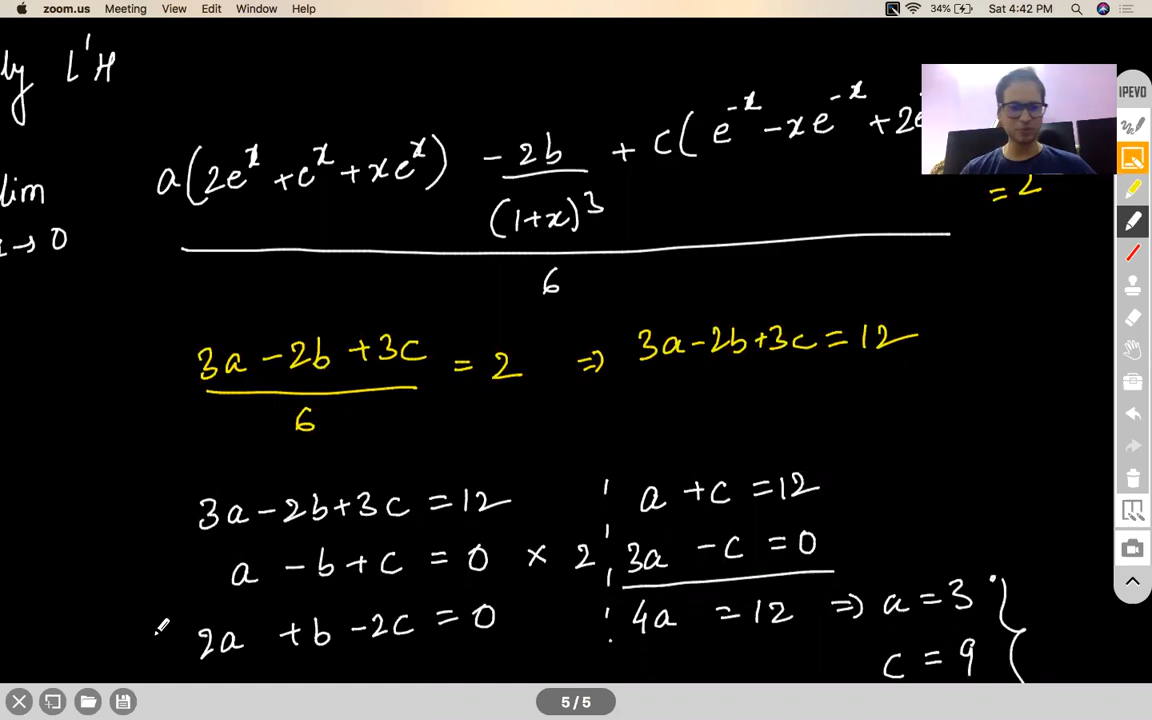 zoom.us Meeting View Edit Window Help 34% Sat 4:42 PM
by L'H
IPEVO
a(2e^x + e^x + xe^x) - 2b/(1+x)^3 + c(e^-x - xe^-x + 2e
lim x→0
= 2
6
(3a - 2b + 3c)/6 = 2 ⇒ 3a - 2b + 3c = 12
3a - 2b + 3c = 12
a - b + c = 0 × 2
2a + b - 2c = 0
a + c = 12
3a - c = 0
4a = 12 ⇒ a = 3
c = 9
5/5